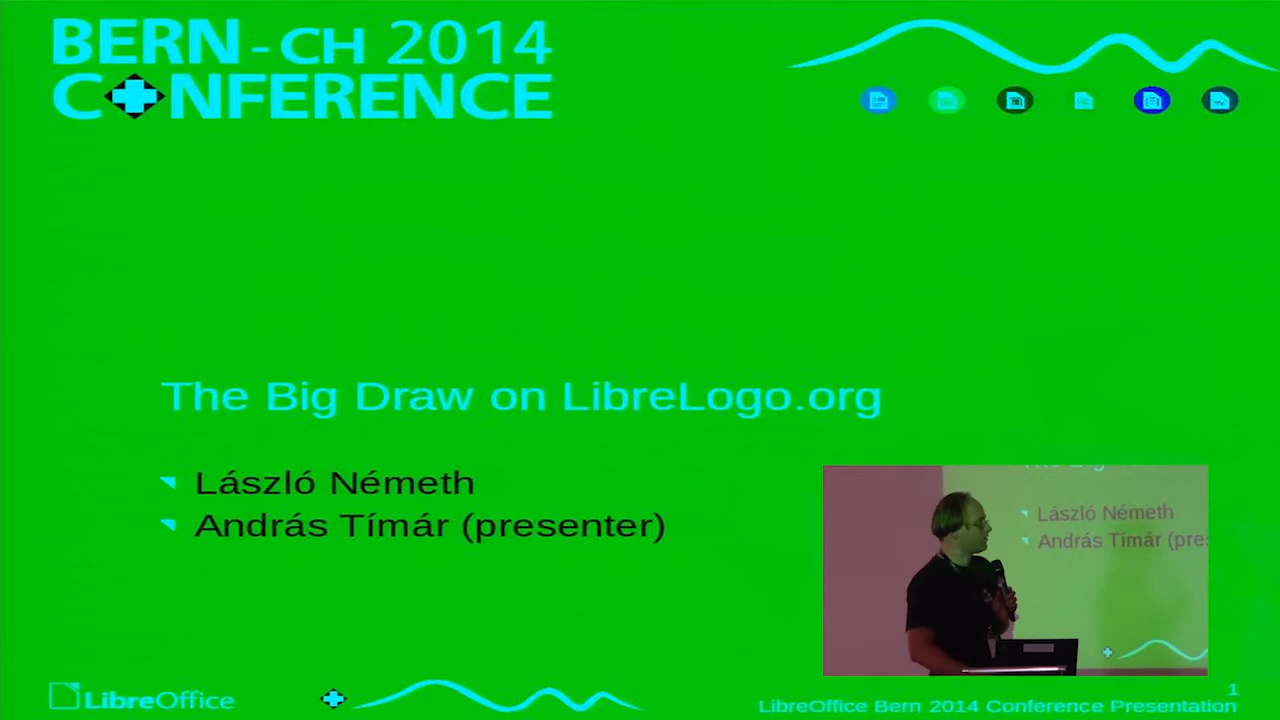 BERN - CH 2014
CONFERENCE
The Big Draw on LibreLogo.org
László Németh
András Tímár (presenter)
László Németh
András Tímár (pres
LibreOffice
1
LibreOffice Bern 2014 Conference Presentation